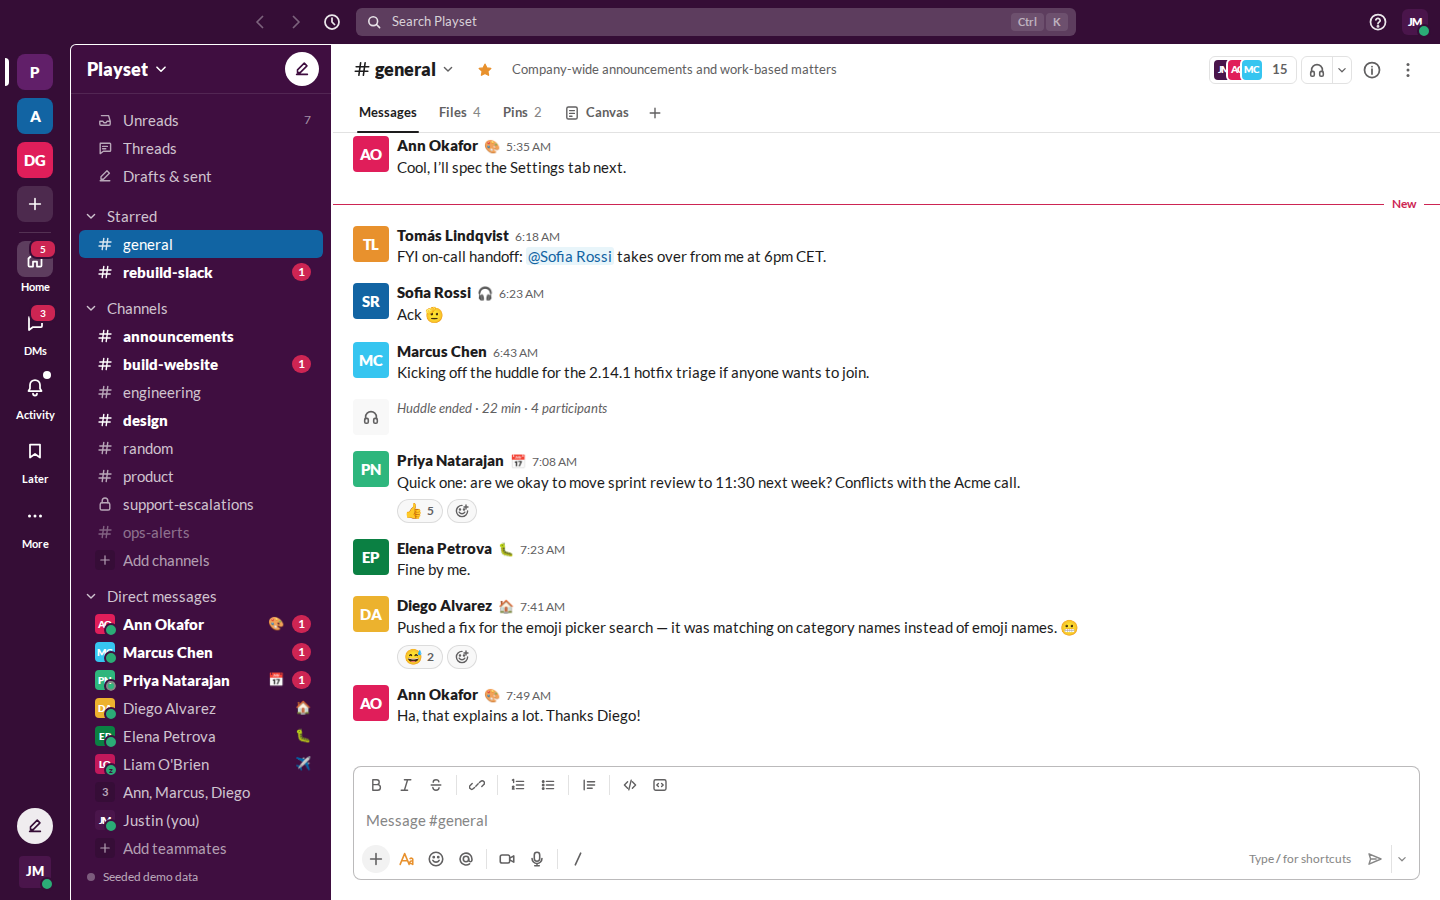 Search Playset
Ctrl
K
JM
P
A
DG
5
Home
3
DMs
Activity
Later
More
JM
Playset
Unreads
7
Threads
Drafts & sent
Starred
general
rebuild-slack
1
Channels
announcements
build-website
1
engineering
design
random
product
support-escalations
ops-alerts
Add channels
Direct messages
Ann Okafor
1
Marcus Chen
1
Priya Natarajan
1
Diego Alvarez
Elena Petrova
Liam O'Brien
3
Ann, Marcus, Diego
Justin (you)
Add teammates
Seeded demo data
general
Company-wide announcements and work-based matters
MC
15
Messages
Files 4
Pins 2
Canvas
AO
Ann Okafor 5:35 AM
Cool, I’ll spec the Settings tab next.
New
TL
Tomás Lindqvist 6:18 AM
FYI on-call handoff: @Sofia Rossi takes over from me at 6pm CET.
SR
Sofia Rossi 6:23 AM
Ack
MC
Marcus Chen 6:43 AM
Kicking off the huddle for the 2.14.1 hotfix triage if anyone wants to join.
Huddle ended · 22 min · 4 participants
PN
Priya Natarajan 7:08 AM
Quick one: are we okay to move sprint review to 11:30 next week? Conflicts with the Acme call.
5
EP
Elena Petrova 7:23 AM
Fine by me.
DA
Diego Alvarez 7:41 AM
Pushed a fix for the emoji picker search — it was matching on category names instead of emoji names.
2
AO
Ann Okafor 7:49 AM
Ha, that explains a lot. Thanks Diego!
Message #general
Type / for shortcuts